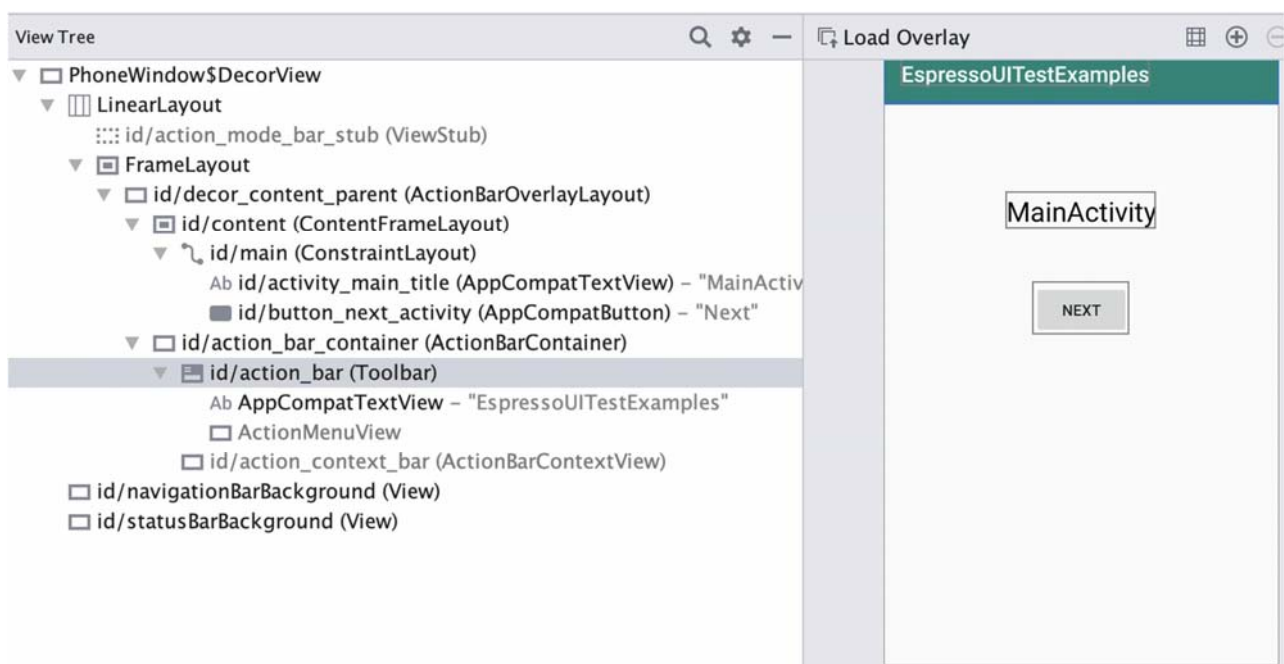 View Tree
Load Overlay
PhoneWindow$DecorView
LinearLayout
id/action_mode_bar_stub (ViewStub)
FrameLayout
id/decor_content_parent (ActionBarOverlayLayout)
id/content (ContentFrameLayout)
id/main (ConstraintLayout)
Ab id/activity_main_title (AppCompatTextView) – "MainActiv
id/button_next_activity (AppCompatButton) – "Next"
id/action_bar_container (ActionBarContainer)
id/action_bar (Toolbar)
Ab AppCompatTextView – "EspressoUITestExamples"
ActionMenuView
id/action_context_bar (ActionBarContextView)
id/navigationBarBackground (View)
id/statusBarBackground (View)
EspressoUITestExamples
MainActivity
NEXT